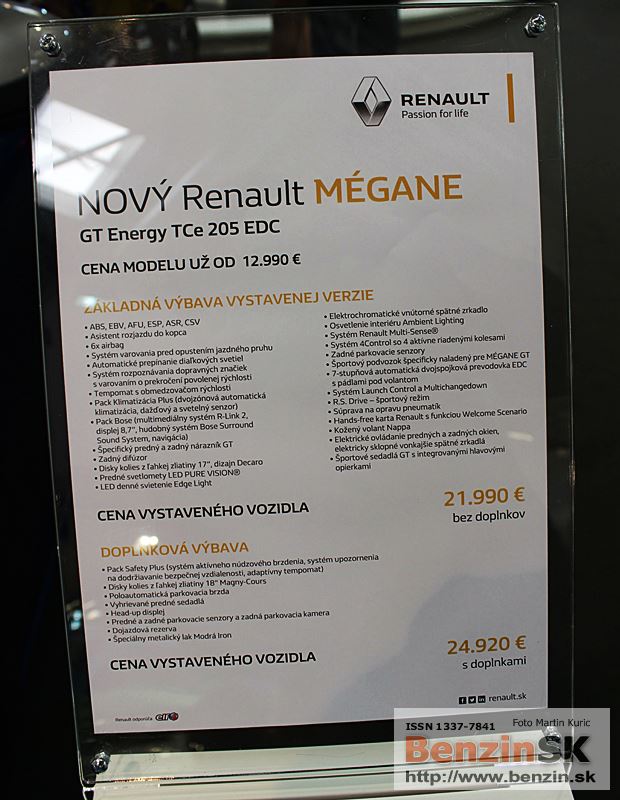 RENAULT
Passion for life
NOVÝ Renault MÉGANE
GT Energy TCe 205 EDC
CENA MODELU UŽ OD 12.990 €
ZÁKLADNÁ VÝBAVA VYSTAVENEJ VERZIE
• ABS, EBV, AFU, ESP, ASR, CSV
• Asistent rozjazdu do kopca
• 6x airbag
• Systém varovania pred opustením jazdného pruhu
• Automatické prepínanie diaľkových svetiel
• Systém rozpoznávania dopravných značiek
s varovaním o prekročení povolenej rýchlosti
• Tempomat s obmedzovačom rýchlosti
• Pack Klimatizácia Plus (dvojzónová automatická
klimatizácia, dažďový a svetelný senzor)
• Pack Bose (multimediálny systém R-Link 2,
displej 8,7", hudobný systém Bose Surround
Sound System, navigácia)
• Špecifický predný a zadný nárazník GT
• Zadný difúzor
• Disky kolies z ľahkej zliatiny 17", dizajn Decaro
• Predné svetlomety LED PURE VISION®
• LED denné svietenie Edge Light
• Elektrochromatické vnútorné spätné zrkadlo
• Osvetlenie interiéru Ambient Lighting
• Systém Renault Multi-Sense®
• Systém 4Control so 4 aktívne riadenými kolesami
• Zadné parkovacie senzory
• Športový podvozok špecificky naladený pre MÉGANE GT
• 7-stupňová automatická dvojspojková prevodovka EDC
s pádlami pod volantom
• Systém Launch Control a Multichangedown
• R.S. Drive – športový režim
• Súprava na opravu pneumatík
• Hands-free karta Renault s funkciou Welcome Scenario
• Kožený volant Nappa
• Elektrické ovládanie predných a zadných okien,
elektricky sklopné vonkajšie spätné zrkadlá
• Športové sedadlá GT s integrovanými hlavovými
opierkami
CENA VYSTAVENÉHO VOZIDLA
21.990 €
bez doplnkov
DOPLNKOVÁ VÝBAVA
• Pack Safety Plus (systém aktívneho núdzového brzdenia, systém upozornenia
na dodržiavanie bezpečnej vzdialenosti, adaptívny tempomat)
• Disky kolies z ľahkej zliatiny 18" Magny-Cours
• Poloautomatická parkovacia brzda
• Vyhrievané predné sedadlá
• Head-up displej
• Predné a zadné parkovacie senzory a zadná parkovacia kamera
• Dojazdová rezerva
• Špeciálny metalický lak Modrá Iron
CENA VYSTAVENÉHO VOZIDLA
24.920 €
s doplnkami
Renault odporúča elf
renault.sk
ISSN 1337-7841 Foto Martin Kuric
BenzinSK
http://www.benzin.sk